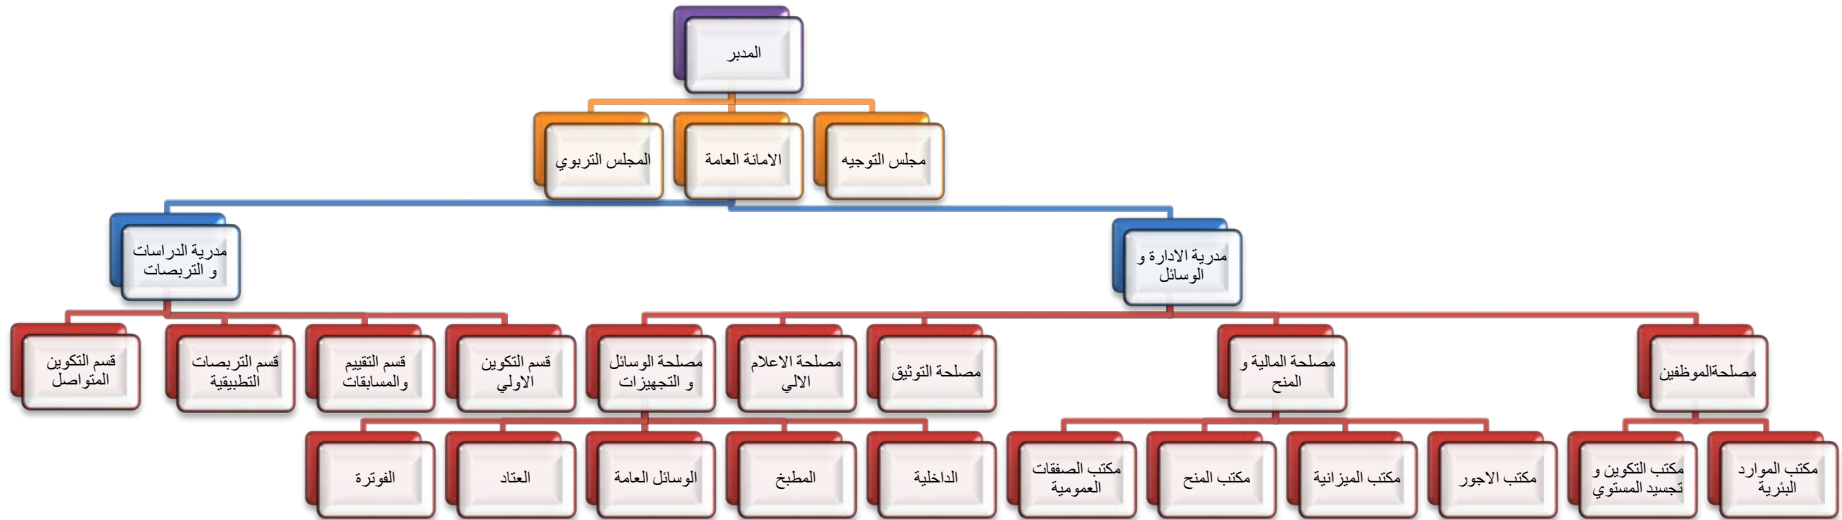 المدير
مجلس التوجيه
الامانة العامة
المجلس التربوي
مدرية الادارة و
الوسائل
مدرية الدراسات
و التربصات
مصلحةالموظفين
مصلحة المالية و
المنح
مصلحة التوثيق
مصلحة الاعلام
الالي
مصلحة الوسائل
و التجهيزات
قسم التكوين
الاولي
قسم التقييم
والمسابقات
قسم التربصات
التطبيقية
قسم التكوين
المتواصل
مكتب الموارد
البئرية
مكتب التكوين و
تجسيد المستوي
مكتب الاجور
مكتب الميزانية
مكتب المنح
مكتب الصفقات
العمومية
الداخلية
المطبخ
الوسائل العامة
العتاد
الفوترة